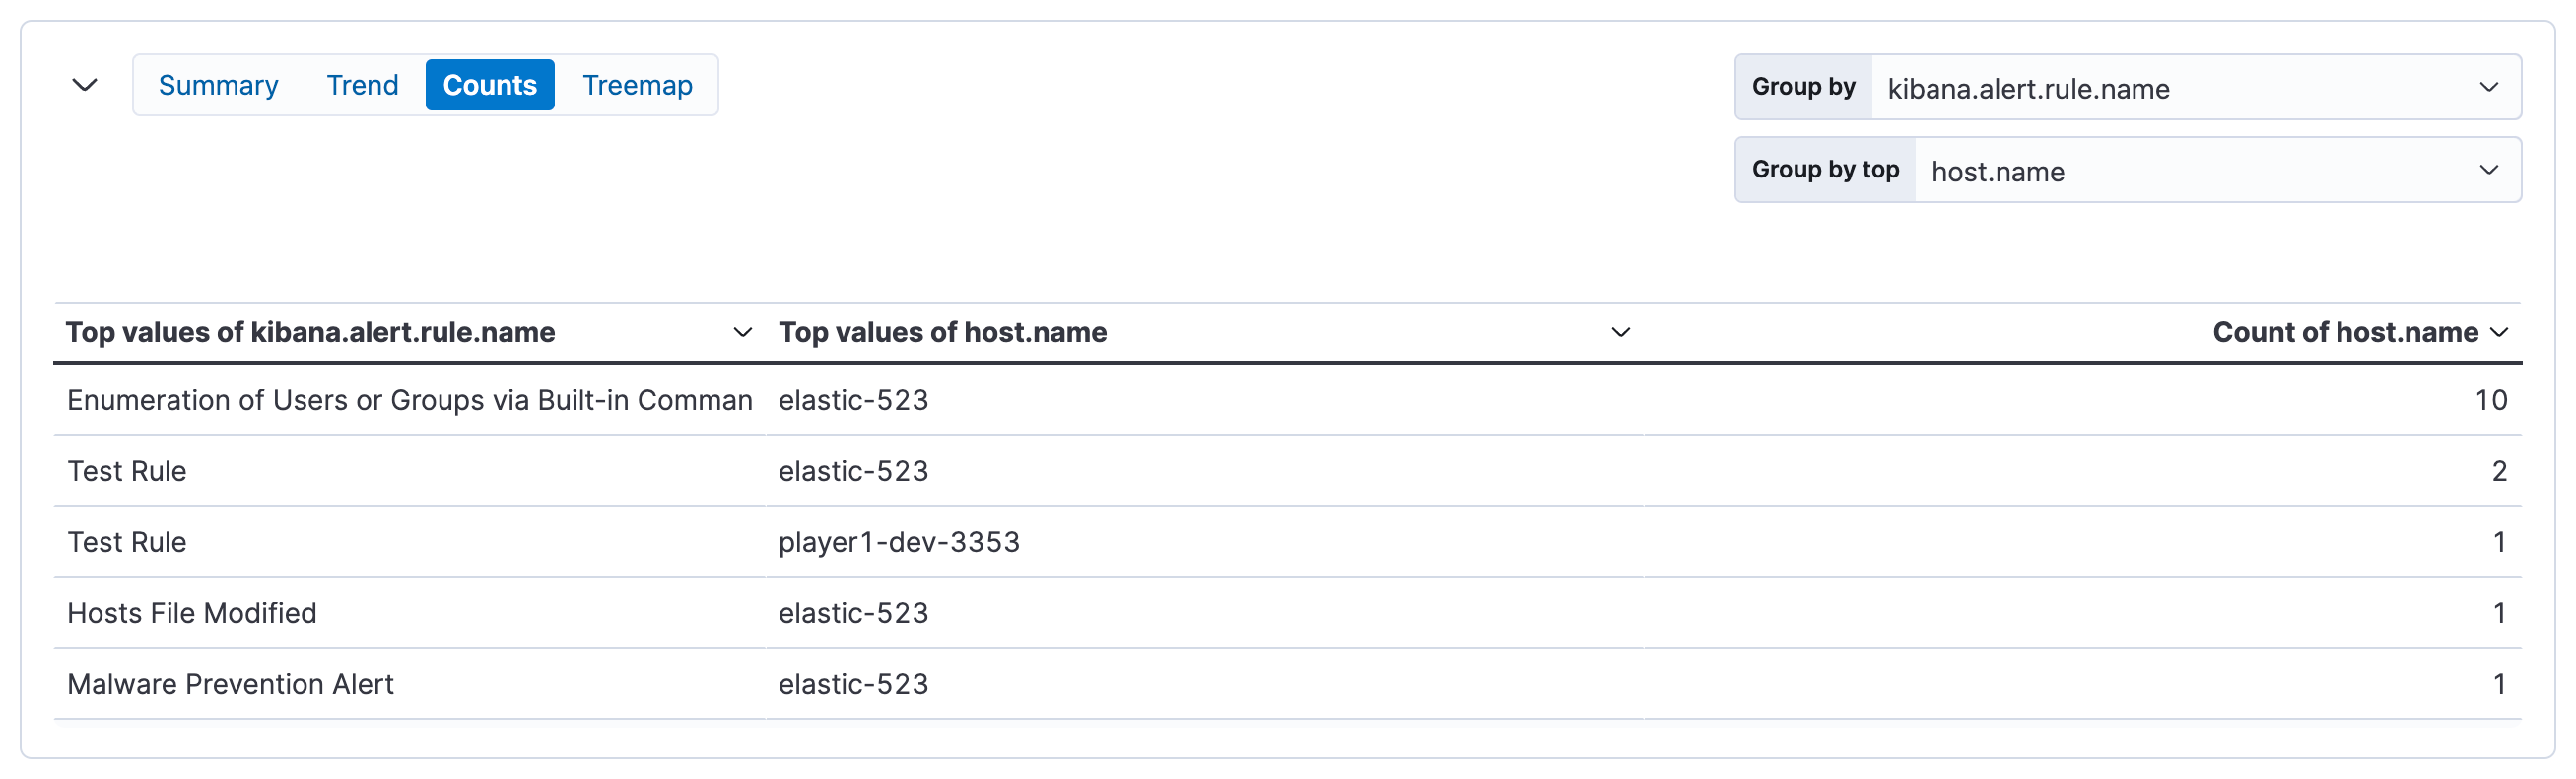 Summary Trend Counts Treemap
Group by kibana.alert.rule.name
Group by top host.name
Top values of kibana.alert.rule.name Top values of host.name Count of host.name
Enumeration of Users or Groups via Built-in Comman elastic-523 10
Test Rule elastic-523 2
Test Rule player1-dev-3353 1
Hosts File Modified elastic-523 1
Malware Prevention Alert elastic-523 1